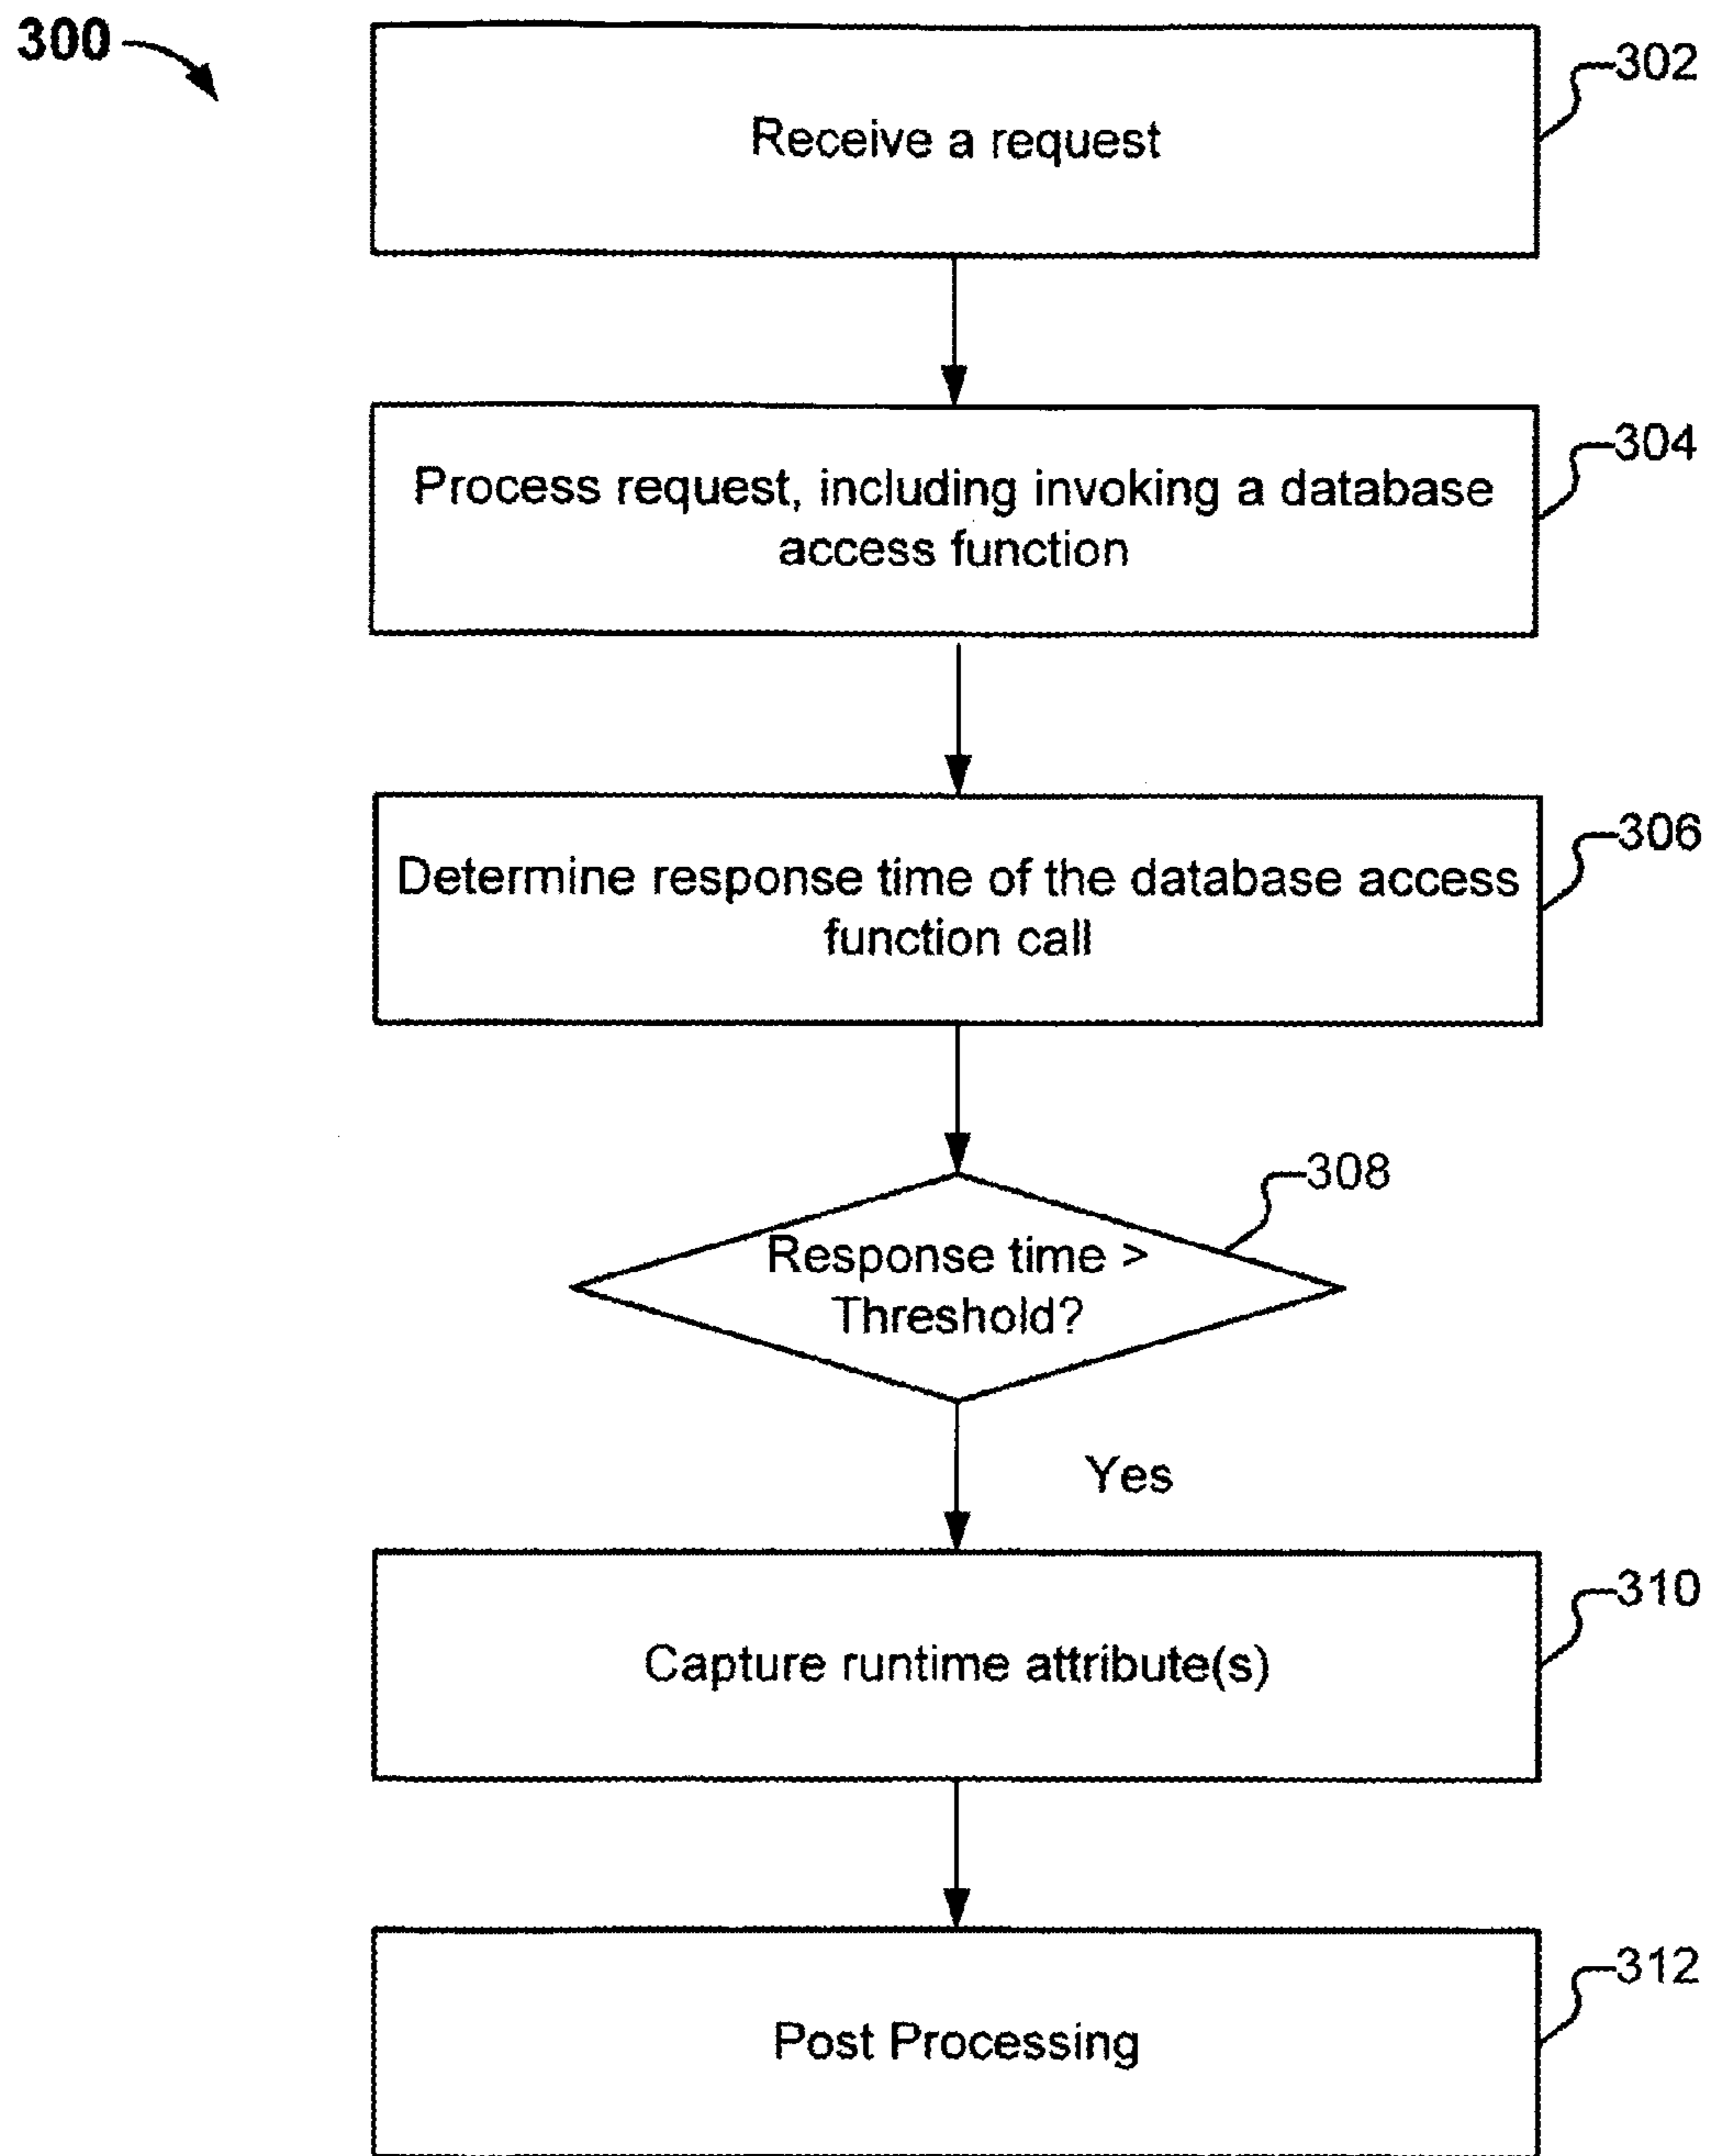 300
302
Receive a request
304
Process request, including invoking a database
access function
306
Determine response time of the database access
function call
308
Response time >
Threshold?
Yes
310
Capture runtime attribute(s)
312
Post Processing